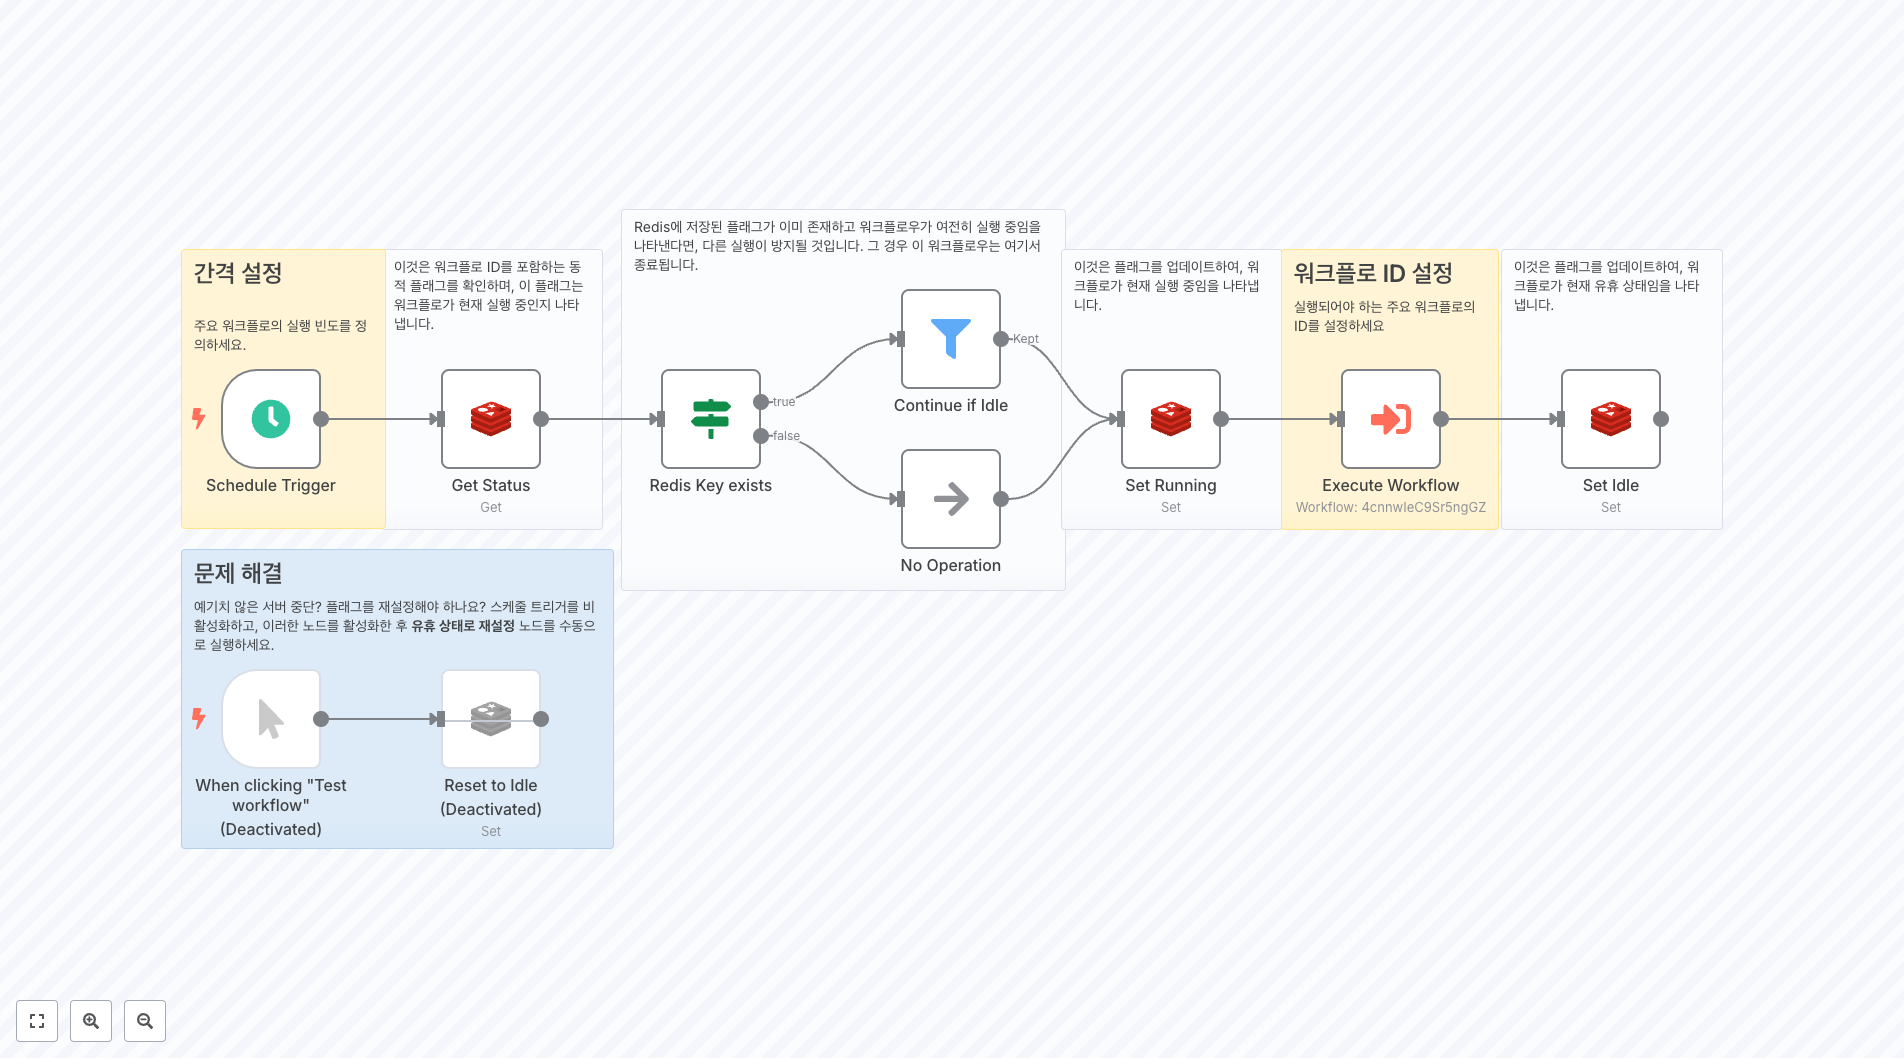 Redis에 저장된 플래그가 이미 존재하고 워크플로우가 여전히 실행 중임을
나타낸다면, 다른 실행이 방지될 것입니다. 그 경우 이 워크플로우는 여기서
종료됩니다.
간격 설정
주요 워크플로의 실행 빈도를 정
의하세요.
Schedule Trigger
이것은 워크플로 ID를 포함하는 동
적 플래그를 확인하며, 이 플래그는
워크플로가 현재 실행 중인지 나타
냅니다.
Get Status
Get
Redis Key exists
true
false
Continue if Idle
Kept
No Operation
이것은 플래그를 업데이트하여, 워
크플로가 현재 실행 중임을 나타냅
니다.
Set Running
Set
워크플로 ID 설정
실행되어야 하는 주요 워크플로의
ID를 설정하세요
Execute Workflow
Workflow: 4cnnwIeC9Sr5ngGZ
이것은 플래그를 업데이트하여, 워
크플로가 현재 유휴 상태임을 나타
냅니다.
Set Idle
Set
문제 해결
예기치 않은 서버 중단? 플래그를 재설정해야 하나요? 스케줄 트리거를 비
활성화하고, 이러한 노드를 활성화한 후 유휴 상태로 재설정 노드를 수동으
로 실행하세요.
When clicking "Test
workflow"
(Deactivated)
Reset to Idle
(Deactivated)
Set